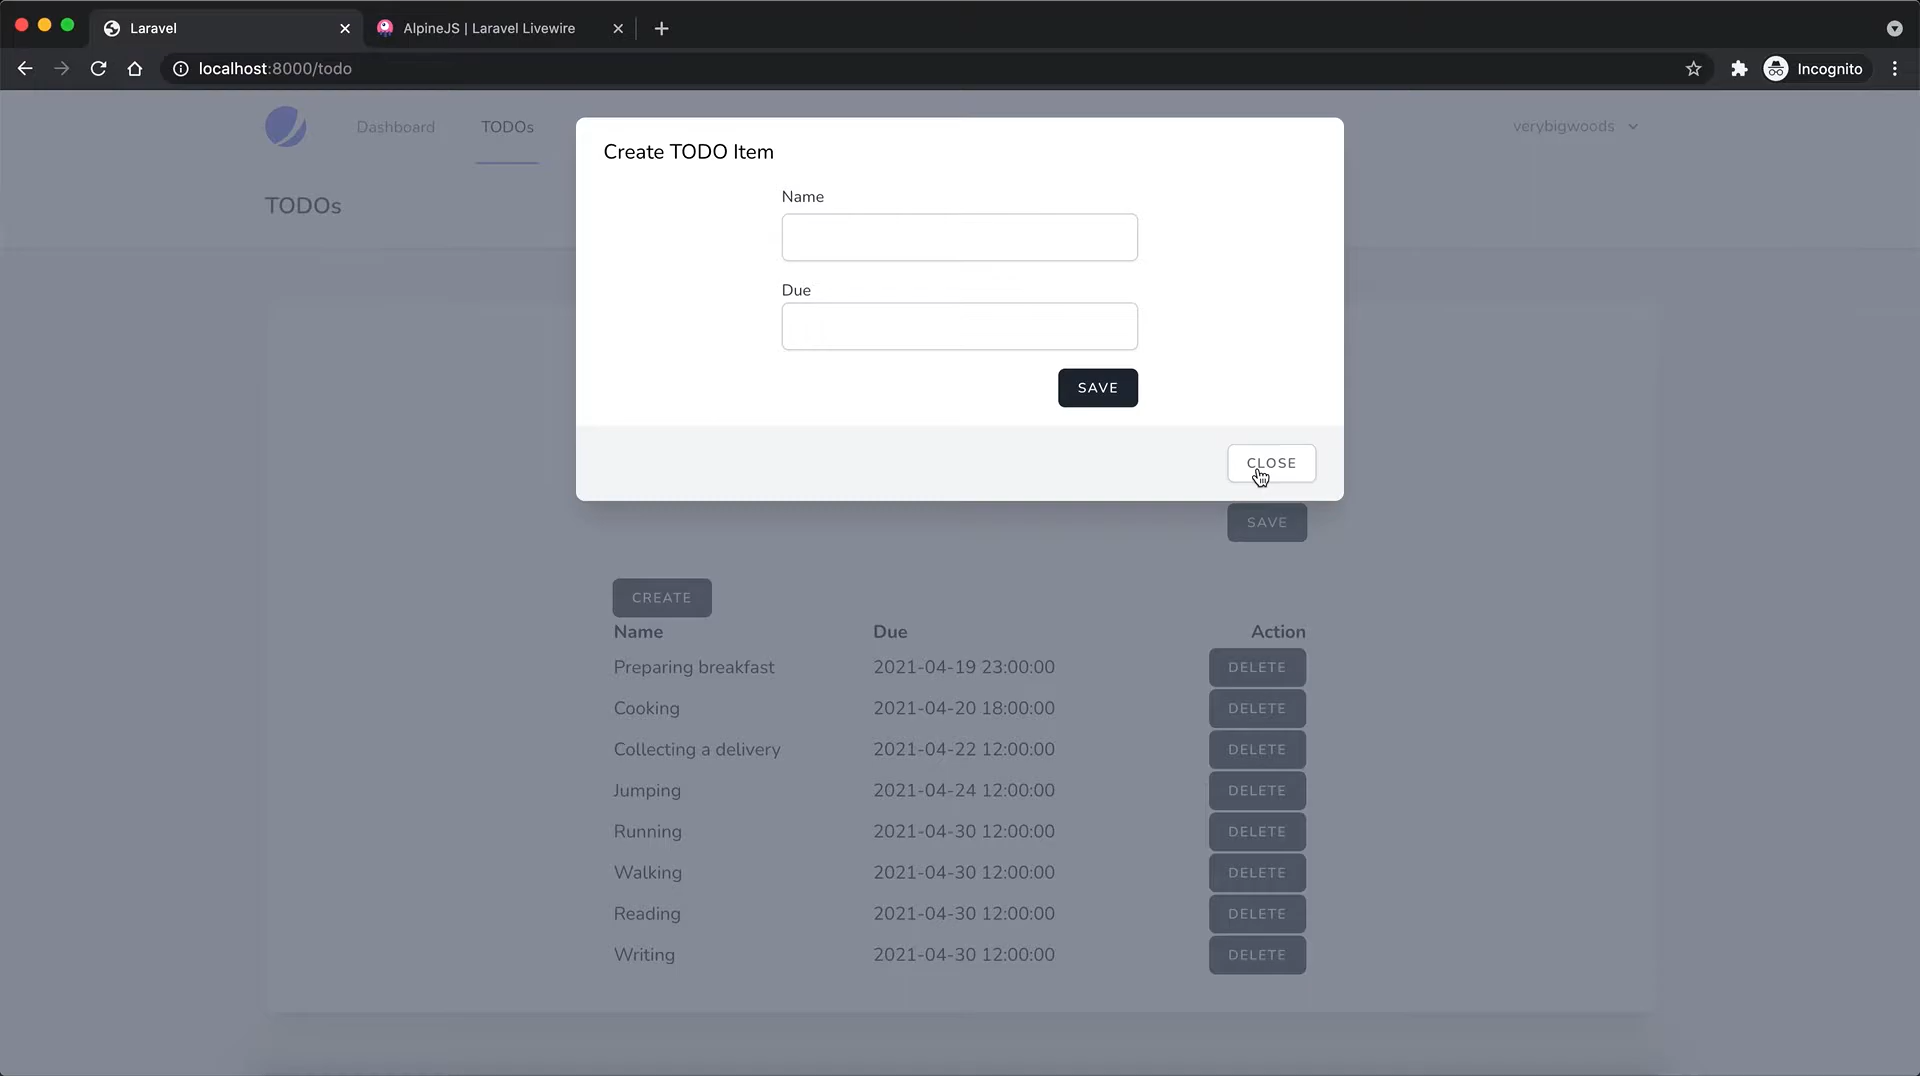 Laravel
AlpineJS | Laravel Livewire
localhost:8000/todo
Incognito
Dashboard
TODOs
verybigwoods
TODOs
Create TODO Item
Name
Due
SAVE
CLOSE
SAVE
CREATE
Name Due Action
Preparing breakfast 2021-04-19 23:00:00 DELETE
Cooking 2021-04-20 18:00:00 DELETE
Collecting a delivery 2021-04-22 12:00:00 DELETE
Jumping 2021-04-24 12:00:00 DELETE
Running 2021-04-30 12:00:00 DELETE
Walking 2021-04-30 12:00:00 DELETE
Reading 2021-04-30 12:00:00 DELETE
Writing 2021-04-30 12:00:00 DELETE